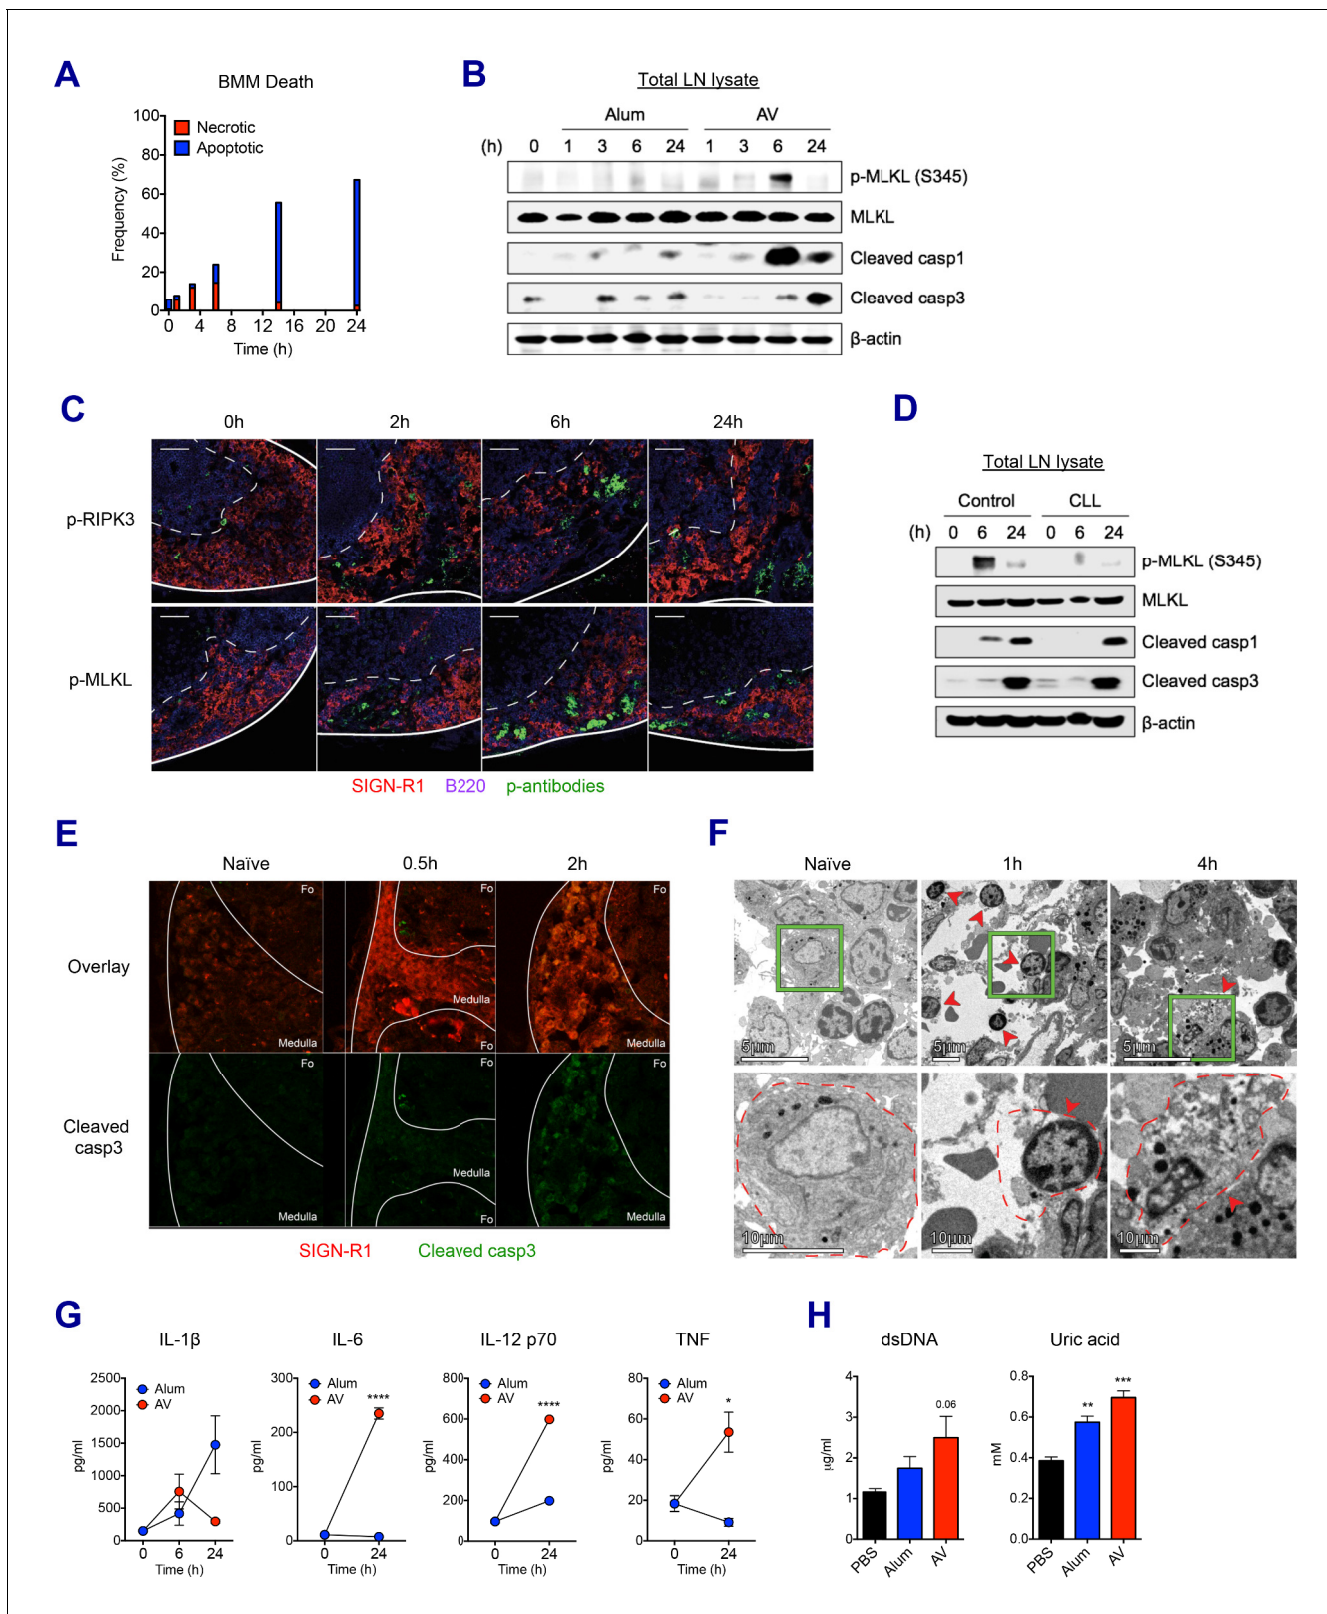 A
BMM Death
100
80
60
40
20
0
Frequency (%)
Necrotic
Apoptotic
0 4 8 12 16 20 24
Time (h)
B
Total LN lysate
Alum AV
(h) 0 1 3 6 24 1 3 6 24
p-MLKL (S345)
MLKL
Cleaved casp1
Cleaved casp3
β-actin
C
0h 2h 6h 24h
p-RIPK3
p-MLKL
SIGN-R1 B220 p-antibodies
D
Total LN lysate
Control CLL
(h) 0 6 24 0 6 24
p-MLKL (S345)
MLKL
Cleaved casp1
Cleaved casp3
β-actin
E
Naïve 0.5h 2h
Overlay
Fo Fo Fo
Medulla Medulla Medulla
Fo
Cleaved
casp3
Fo Fo Fo
Medulla Medulla Medulla
Fo
SIGN-R1 Cleaved casp3
F
Naïve 1h 4h
5μm 5μm 5μm
10μm 10μm 10μm
G
IL-1β
2500
2000
1500
1000
500
0
pg/ml
Alum
AV
0 6 24
Time (h)
IL-6
300
200
100
0
pg/ml
Alum
AV
****
0 24
Time (h)
IL-12 p70
800
600
400
200
0
pg/ml
Alum
AV
****
0 24
Time (h)
TNF
80
60
40
20
0
pg/ml
Alum
AV
*
0 24
Time (h)
H
dsDNA
4
3
2
1
0
μg/ml
0.06
PBS Alum AV
Uric acid
0.8
0.6
0.4
0.2
0.0
mM
**
***
PBS Alum AV